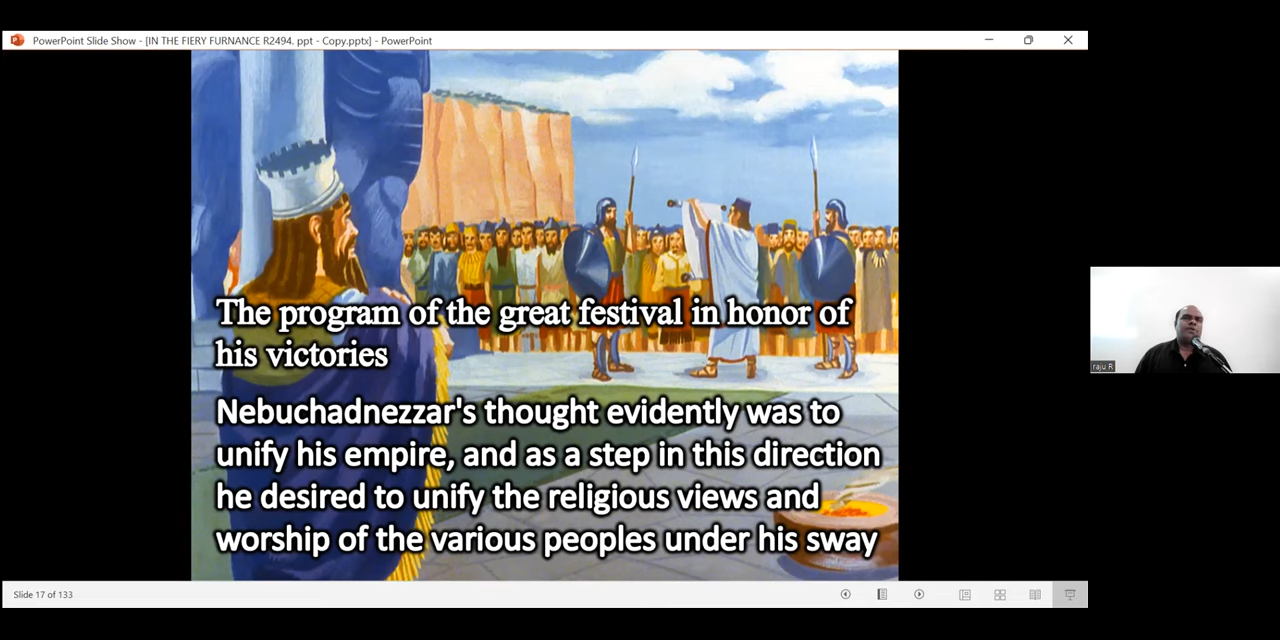 PowerPoint Slide Show - [IN THE FIERY FURNANCE R2494. ppt - Copy.pptx] - PowerPoint
The program of the great festival in honor of
his victories
Nebuchadnezzar's thought evidently was to
unify his empire, and as a step in this direction
he desired to unify the religious views and
worship of the various peoples under his sway
raju R
Slide 17 of 133